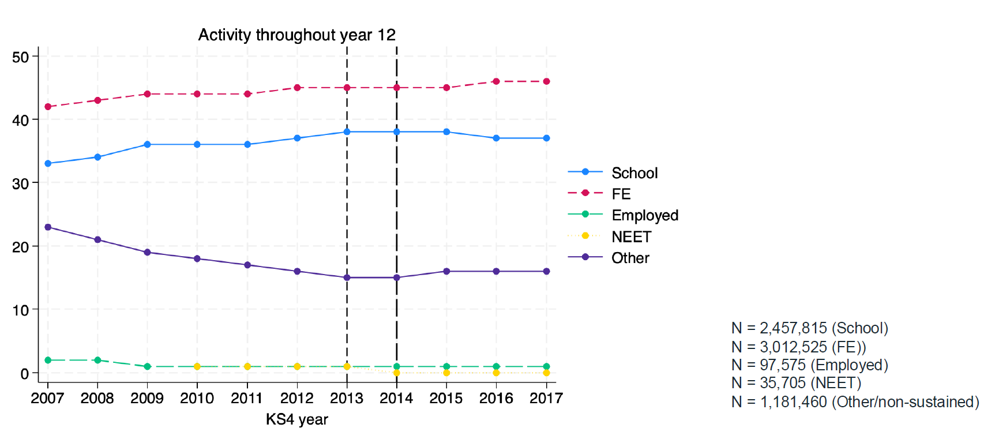 Activity throughout year 12
50
40
30
20
10
0
2007 2008 2009 2010 2011 2012 2013 2014 2015 2016 2017
KS4 year
School
FE
Employed
NEET
Other
N = 2,457,815 (School)
N = 3,012,525 (FE))
N = 97,575 (Employed)
N = 35,705 (NEET)
N = 1,181,460 (Other/non-sustained)